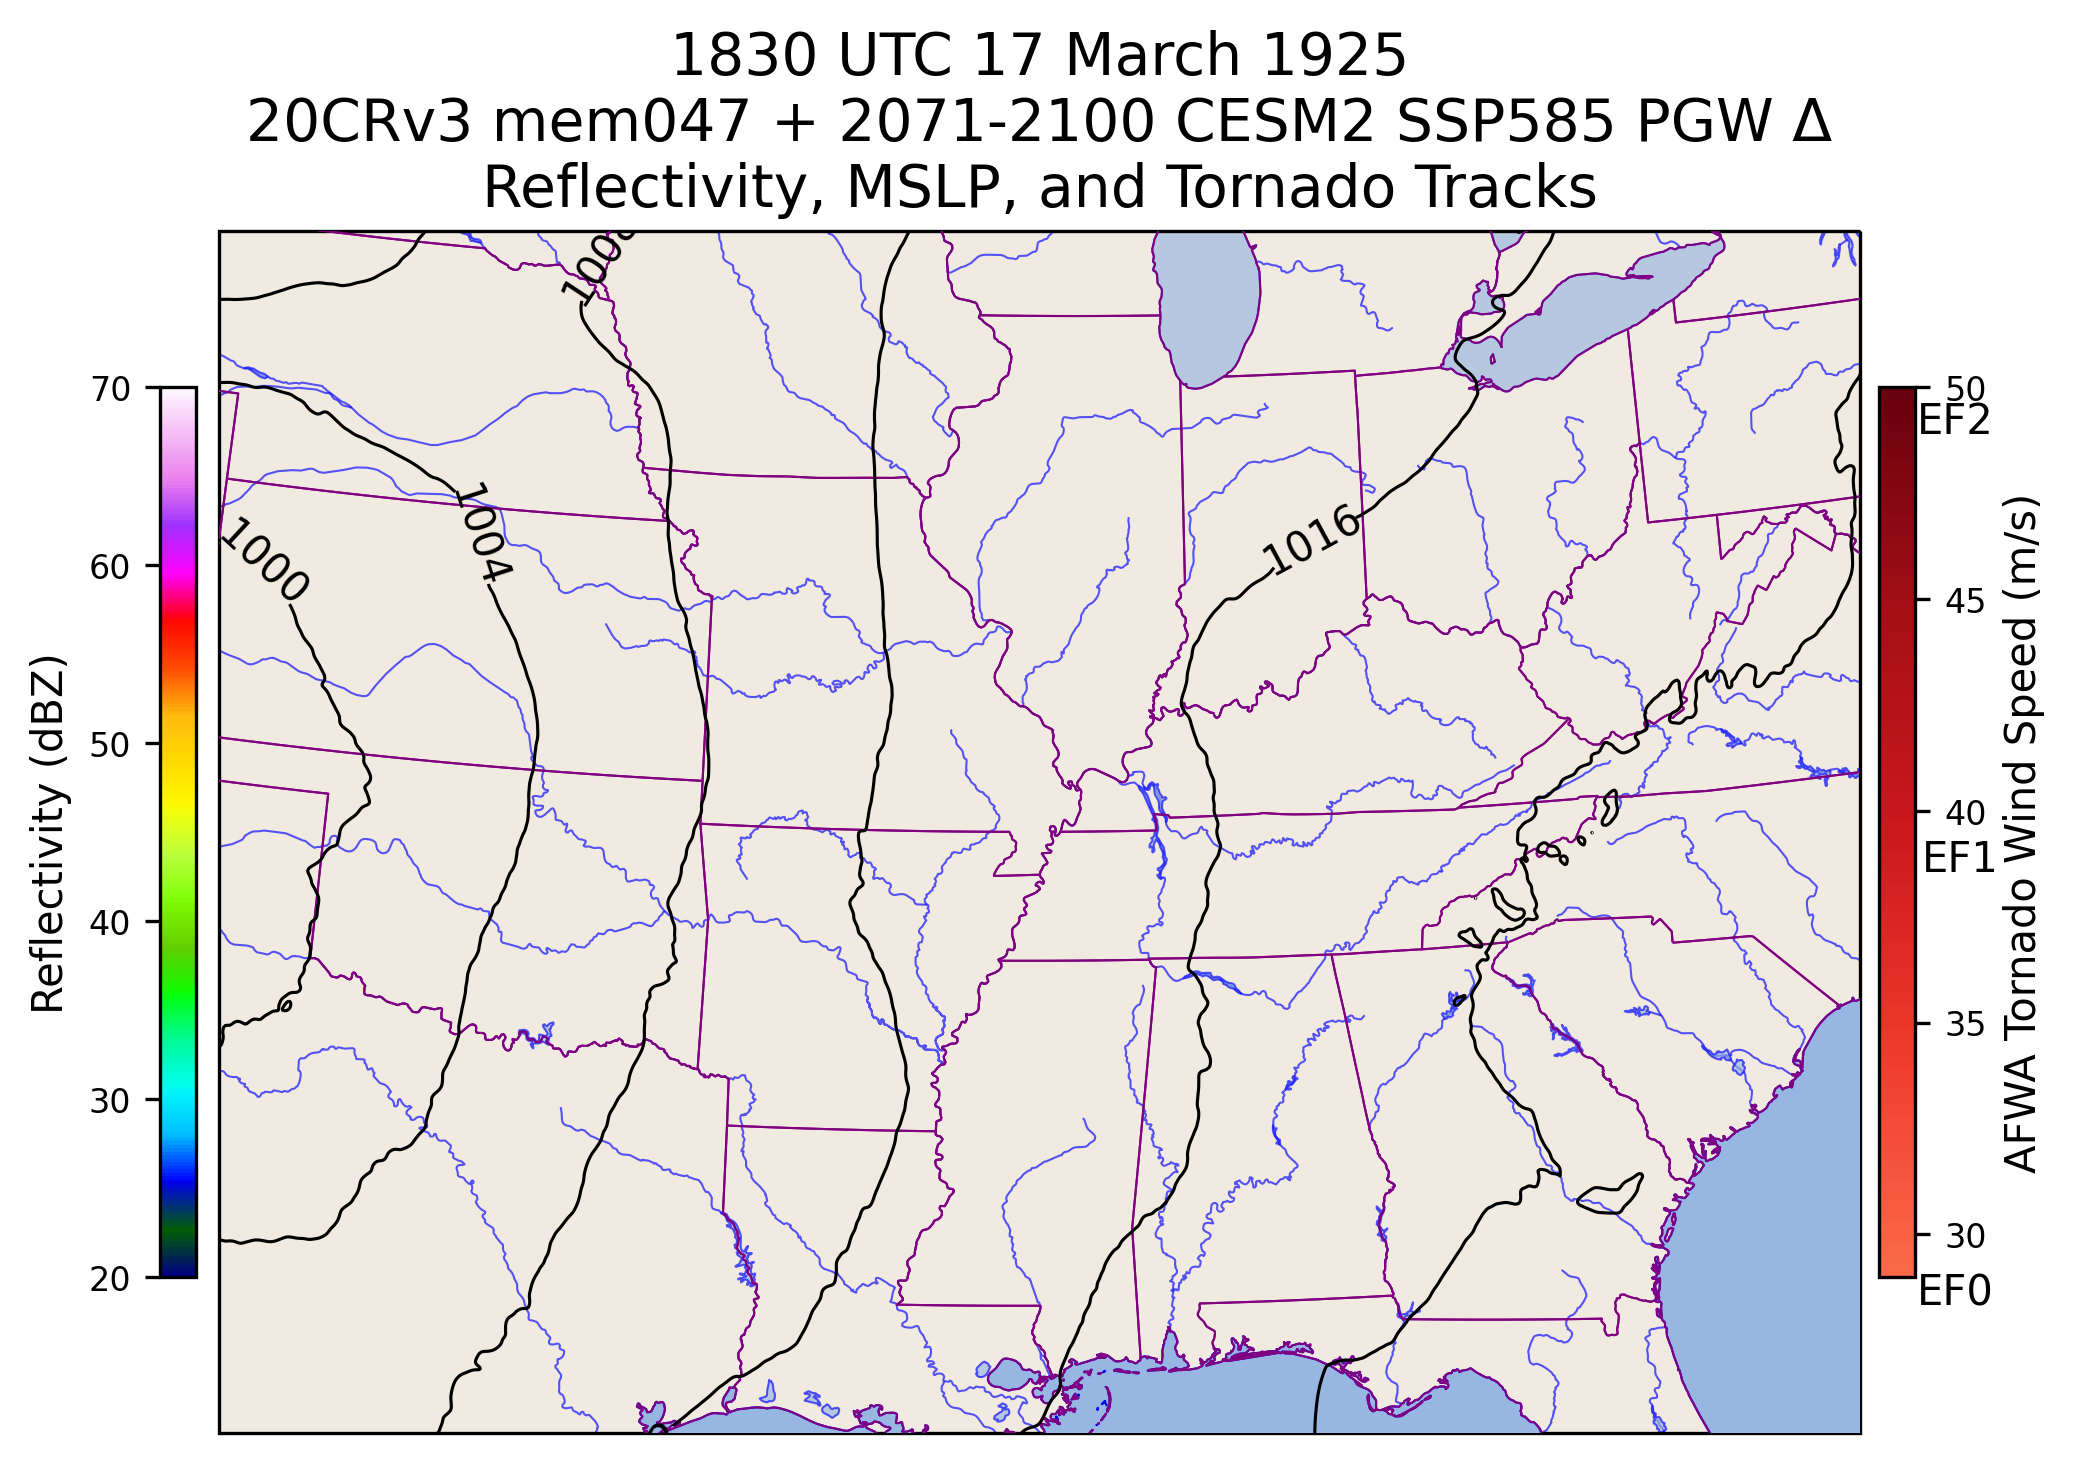 1830 UTC 17 March 1925
20CRv3 mem047 + 2071-2100 CESM2 SSP585 PGW Δ
Reflectivity, MSLP, and Tornado Tracks
1008
1004
1000
1016
70
60
50
40
30
20
Reflectivity (dBZ)
50
EF2
45
40
EF1
35
30
EF0
AFWA Tornado Wind Speed (m/s)